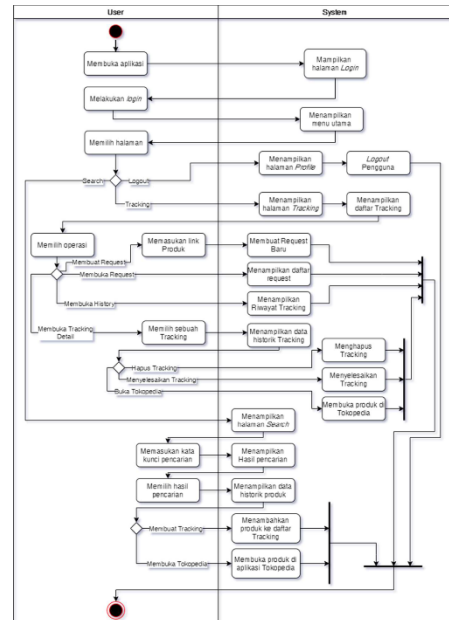 User
System
Membuka aplikasi
Mampilkan
halaman Login
Melakukan login
Menampilkan
menu utama
Memilih halaman
Search
Logout
Menampilkan
halaman Profile
Logout
Pengguna
Tracking
Menampilkan
halaman Tracking
Menampilkan
daftar Tracking
Memilih operasi
Membuat Request
Memasukan link
Produk
Membuat Request
Baru
Membuka Request
Menampilkan daftar
request
Membuka History
Menampilkan
Riwayat Tracking
Membuka Tracking
Detail
Memilih sebuah
Tracking
Menampilkan data
historik Tracking
Hapus Tracking
Menghapus
Tracking
Menyelesaikan Tracking
Menyelesaikan
Tracking
Buka Tokopedia
Membuka produk di
Tokopedia
Menampilkan
halaman Search
Memasukan kata
kunci pencarian
Menampilkan
Hasil pencarian
Memilih hasil
pencarian
Menampilkan data
historik produk
Membuat Tracking
Menambahkan
produk ke daftar
Tracking
Membuka Tokopedia
Membuka produk di
aplikasi Tokopedia